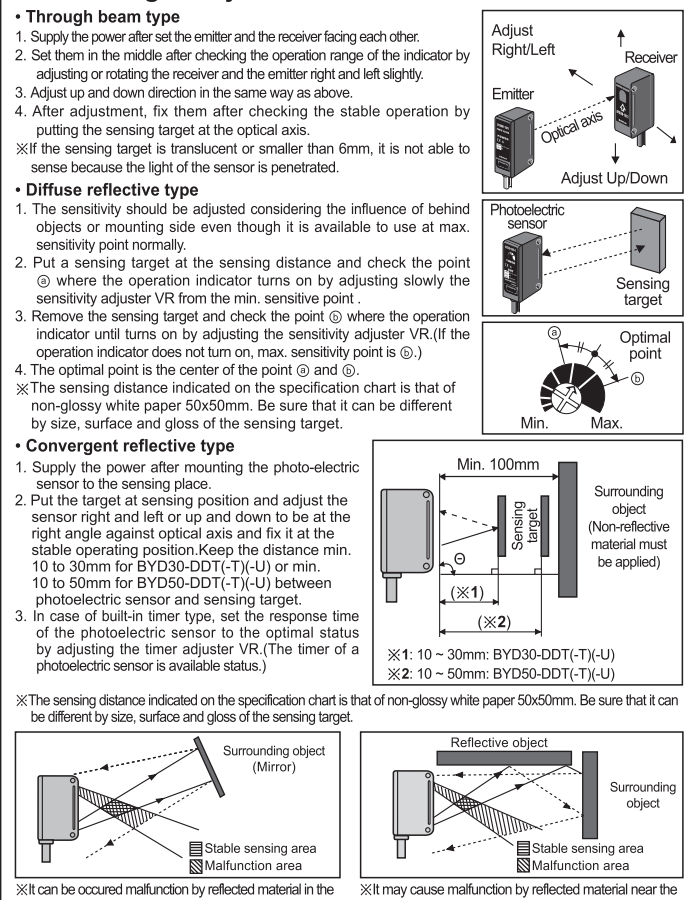 • Through beam type
1. Supply the power after set the emitter and the receiver facing each other.
2. Set them in the middle after checking the operation range of the indicator by
adjusting or rotating the receiver and the emitter right and left slightly.
3. Adjust up and down direction in the same way as above.
4. After adjustment, fix them after checking the stable operation by
putting the sensing target at the optical axis.
※If the sensing target is translucent or smaller than 6mm, it is not able to
sense because the light of the sensor is penetrated.
Adjust
Right/Left
Receiver
Emitter
Optical axis
Adjust Up/Down
• Diffuse reflective type
1. The sensitivity should be adjusted considering the influence of behind
objects or mounting side even though it is available to use at max.
sensitivity point normally.
2. Put a sensing target at the sensing distance and check the point
ⓐ where the operation indicator turns on by adjusting slowly the
sensitivity adjuster VR from the min. sensitive point .
3. Remove the sensing target and check the point ⓑ where the operation
indicator until turns on by adjusting the sensitivity adjuster VR.(If the
operation indicator does not turn on, max. sensitivity point is ⓑ.)
4. The optimal point is the center of the point ⓐ and ⓑ.
※The sensing distance indicated on the specification chart is that of
non-glossy white paper 50x50mm. Be sure that it can be different
by size, surface and gloss of the sensing target.
Photoelectric
sensor
Sensing
target
ⓐ
Optimal
point
ⓑ
Min.
Max.
• Convergent reflective type
1. Supply the power after mounting the photo-electric
sensor to the sensing place.
2. Put the target at sensing position and adjust the
sensor right and left or up and down to be at the
right angle against optical axis and fix it at the
stable operating position.Keep the distance min.
10 to 30mm for BYD30-DDT(-T)(-U) or min.
10 to 50mm for BYD50-DDT(-T)(-U) between
photoelectric sensor and sensing target.
3. In case of built-in timer type, set the response time
of the photoelectric sensor to the optimal status
by adjusting the timer adjuster VR.(The timer of a
photoelectric sensor is available status.)
Min. 100mm
Sensing
target
Surrounding
object
(Non-reflective
material must
be applied)
Θ
(※1)
(※2)
※1: 10 ~ 30mm: BYD30-DDT(-T)(-U)
※2: 10 ~ 50mm: BYD50-DDT(-T)(-U)
※The sensing distance indicated on the specification chart is that of non-glossy white paper 50x50mm. Be sure that it can
be different by size, surface and gloss of the sensing target.
Surrounding object
(Mirror)
Stable sensing area
Malfunction area
Reflective object
Surrounding
object
Stable sensing area
Malfunction area
※It can be occured malfunction by reflected material in the
※It may cause malfunction by reflected material near the